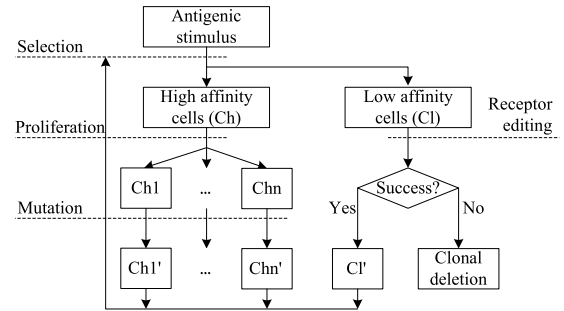 Antigenic
stimulus
Selection
High affinity
cells (Ch)
Low affinity
cells (Cl)
Receptor
editing
Proliferation
Ch1
...
Chn
Success?
Mutation
Yes
No
Ch1'
...
Chn'
Cl'
Clonal
deletion